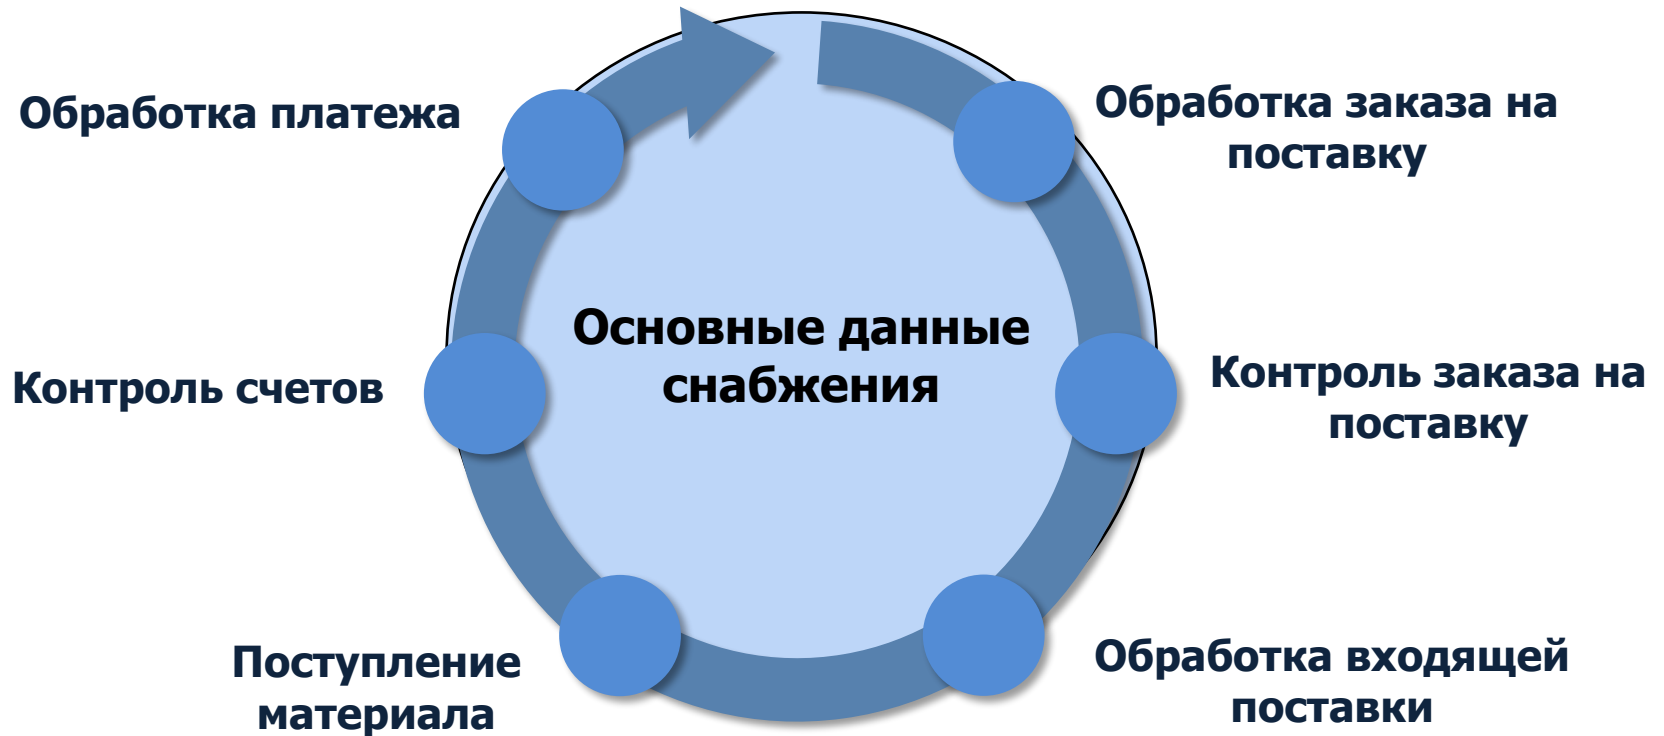 Обработка платежа
Обработка заказа на
поставку
Основные данные
снабжения
Контроль счетов
Контроль заказа на
поставку
Поступление
материала
Обработка входящей
поставки